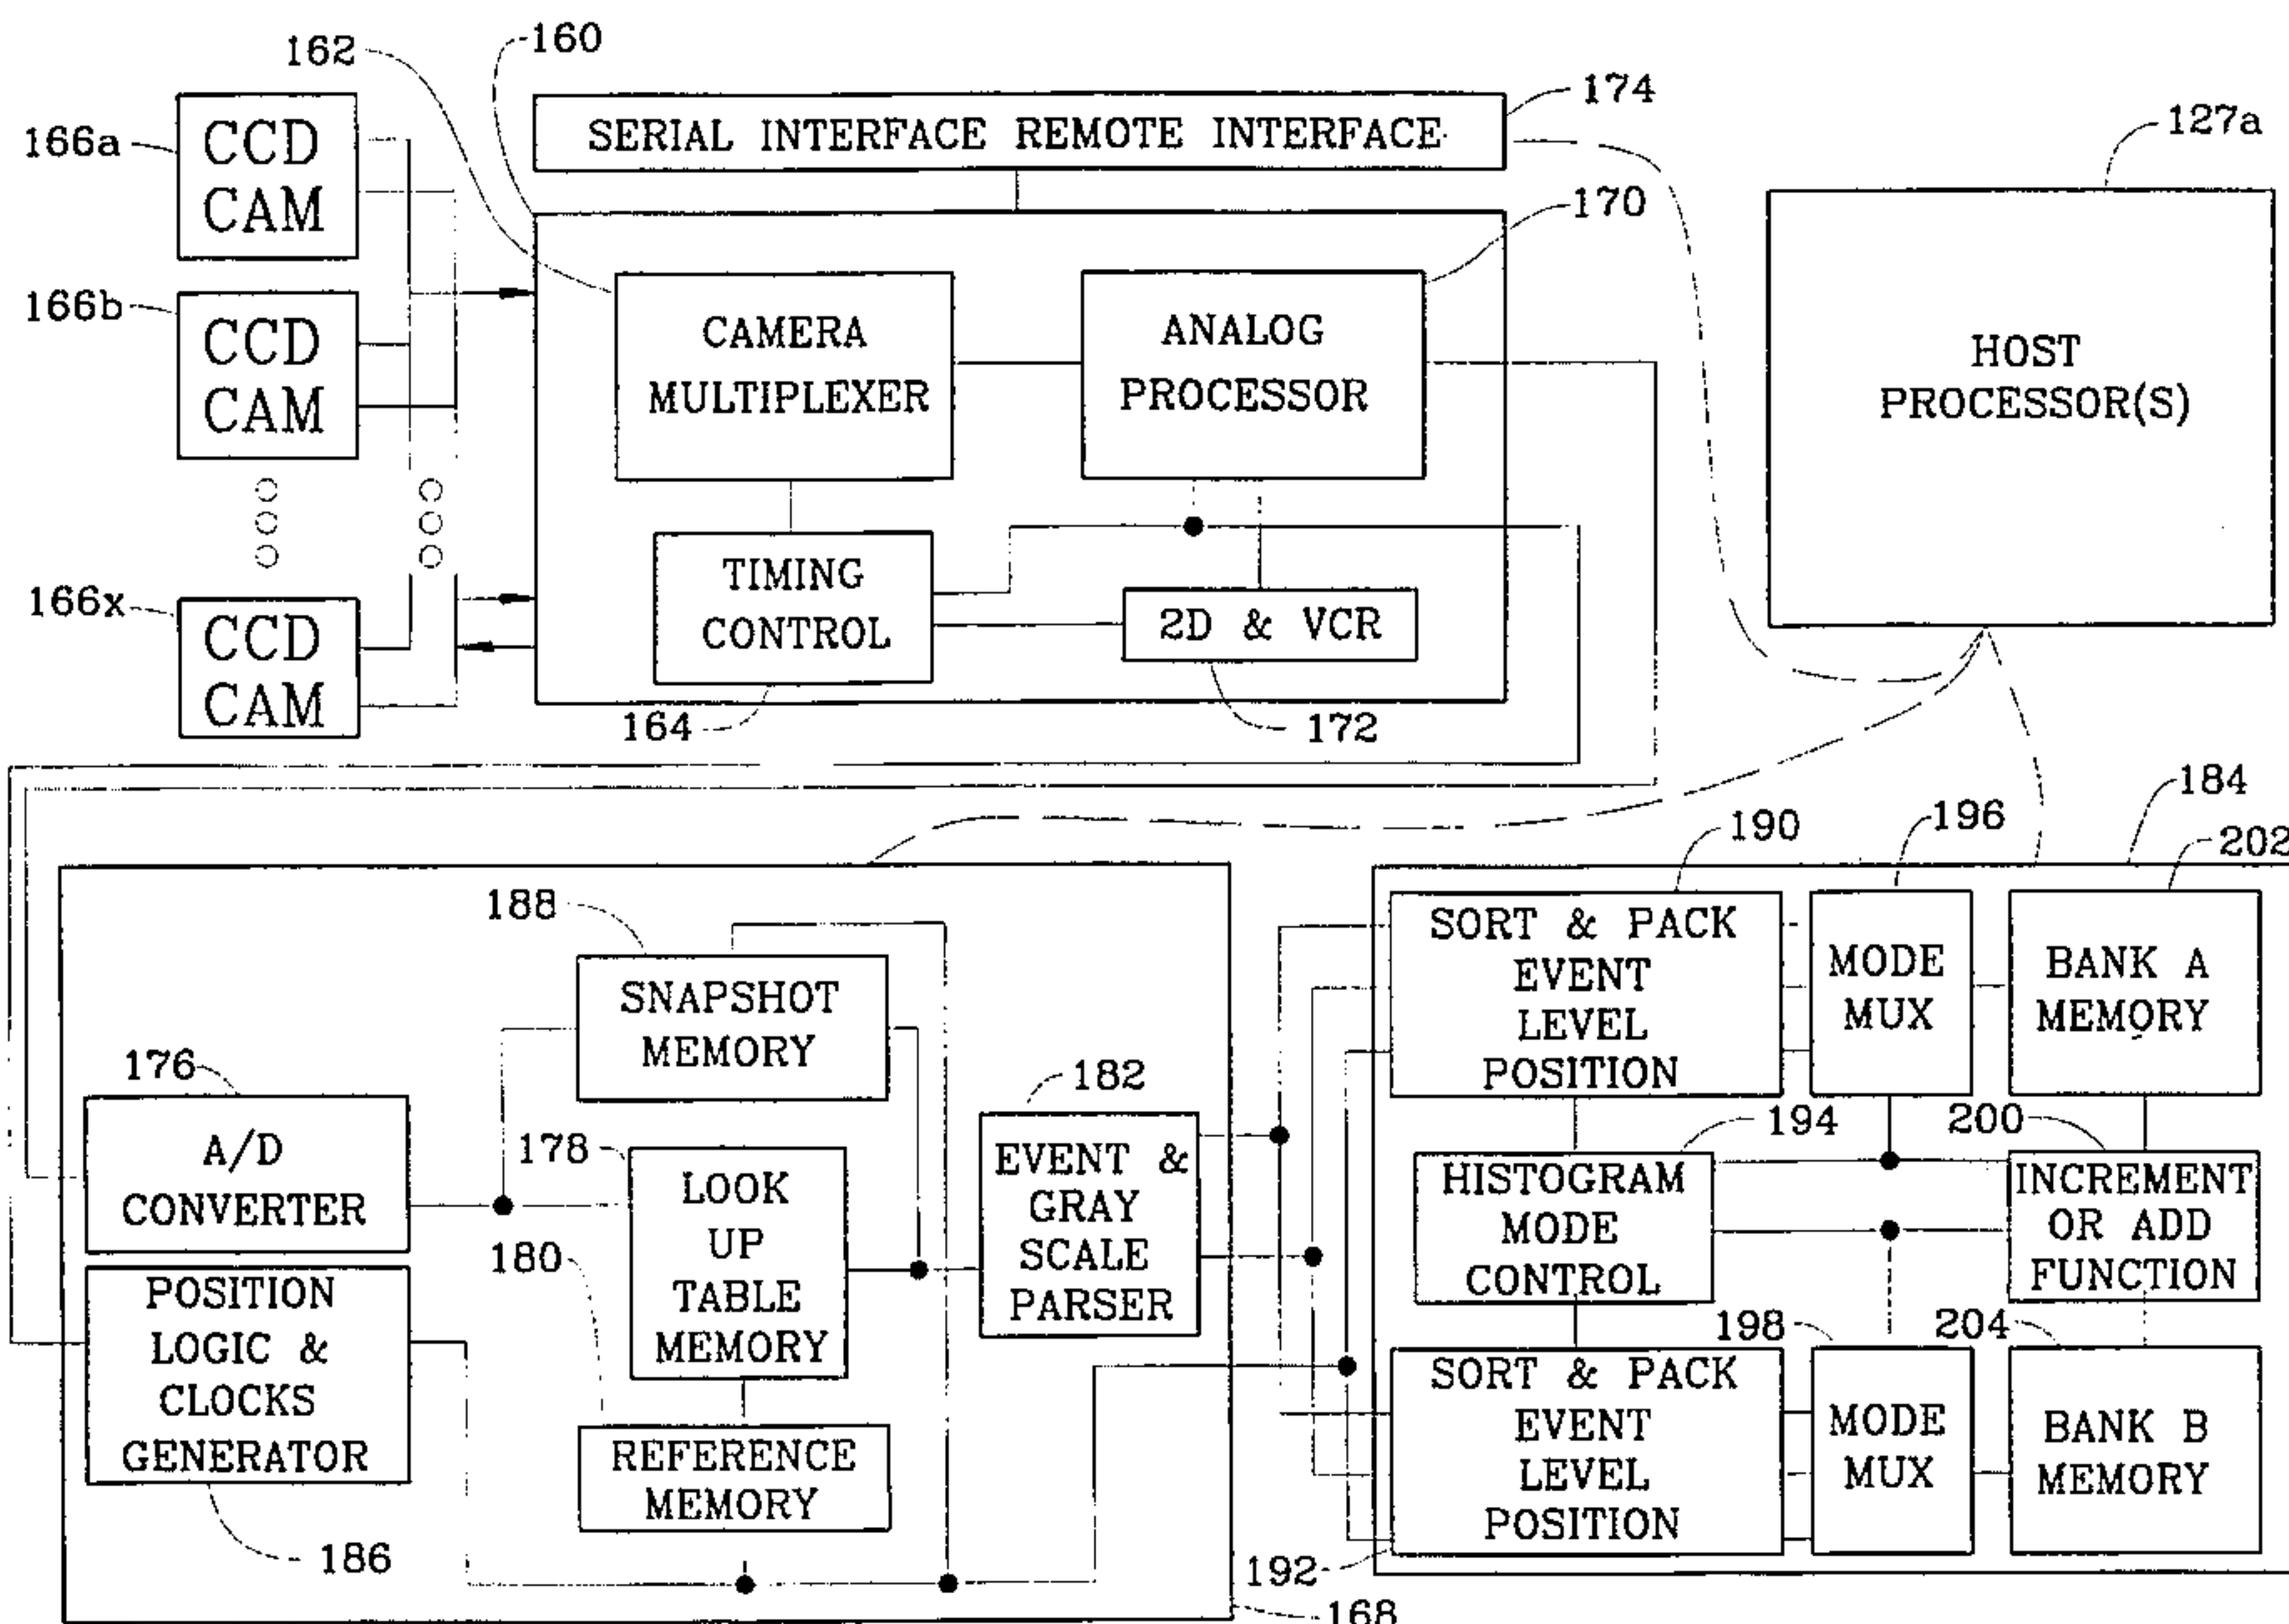 162
160
174
SERIAL INTERFACE REMOTE INTERFACE
127a
166a
CCD
CAM
170
166b
CCD
CAM
CAMERA
MULTIPLEXER
ANALOG
PROCESSOR
HOST
PROCESSOR(S)
166x
CCD
CAM
TIMING
CONTROL
2D & VCR
164
172
184
190
196
202
188
SNAPSHOT
MEMORY
SORT & PACK
EVENT
LEVEL
POSITION
MODE
MUX
BANK A
MEMORY
176
A/D
CONVERTER
178
LOOK
UP
TABLE
MEMORY
182
EVENT &
GRAY
SCALE
PARSER
194
200
HISTOGRAM
MODE
CONTROL
INCREMENT
OR ADD
FUNCTION
180
POSITION
LOGIC &
CLOCKS
GENERATOR
REFERENCE
MEMORY
198
204
SORT & PACK
EVENT
LEVEL
POSITION
MODE
MUX
BANK B
MEMORY
186
192
168